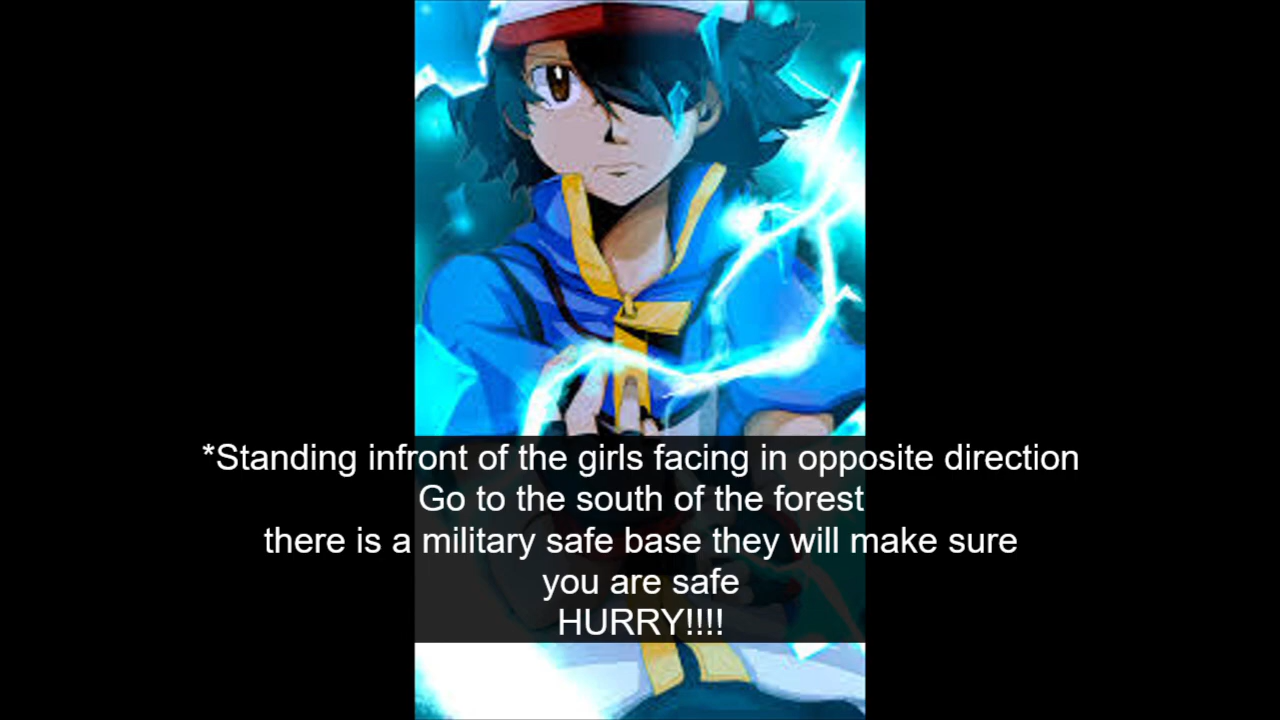 *Standing infront of the girls facing in opposite direction
Go to the south of the forest
there is a military safe base they will make sure
you are safe
HURRY!!!!